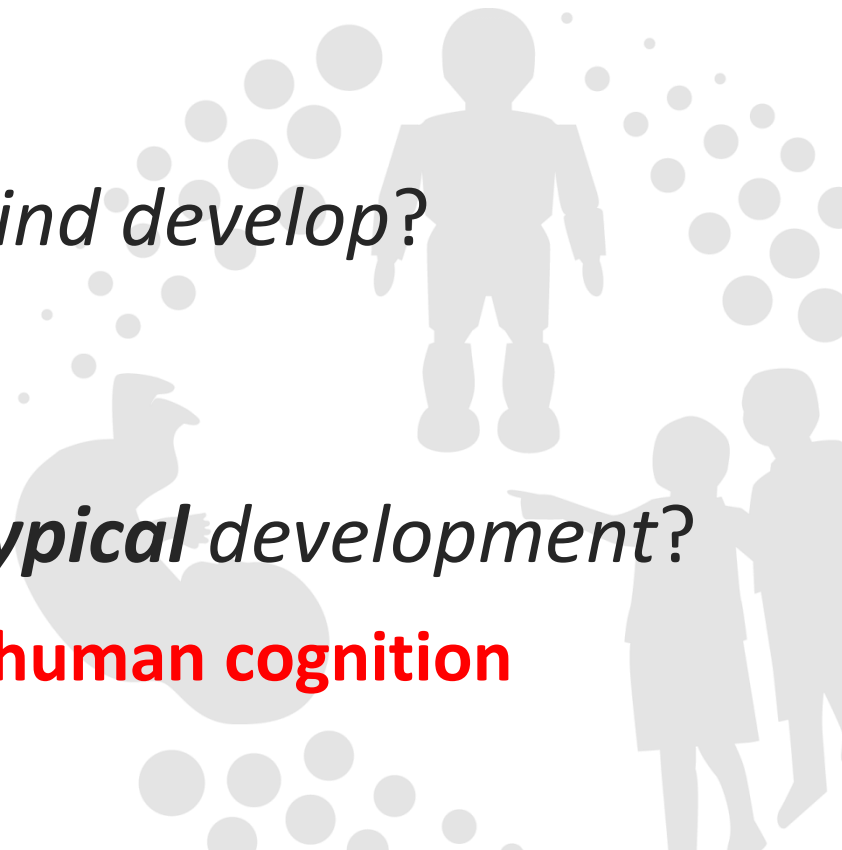 ind develop?
ypical development?
human cognition